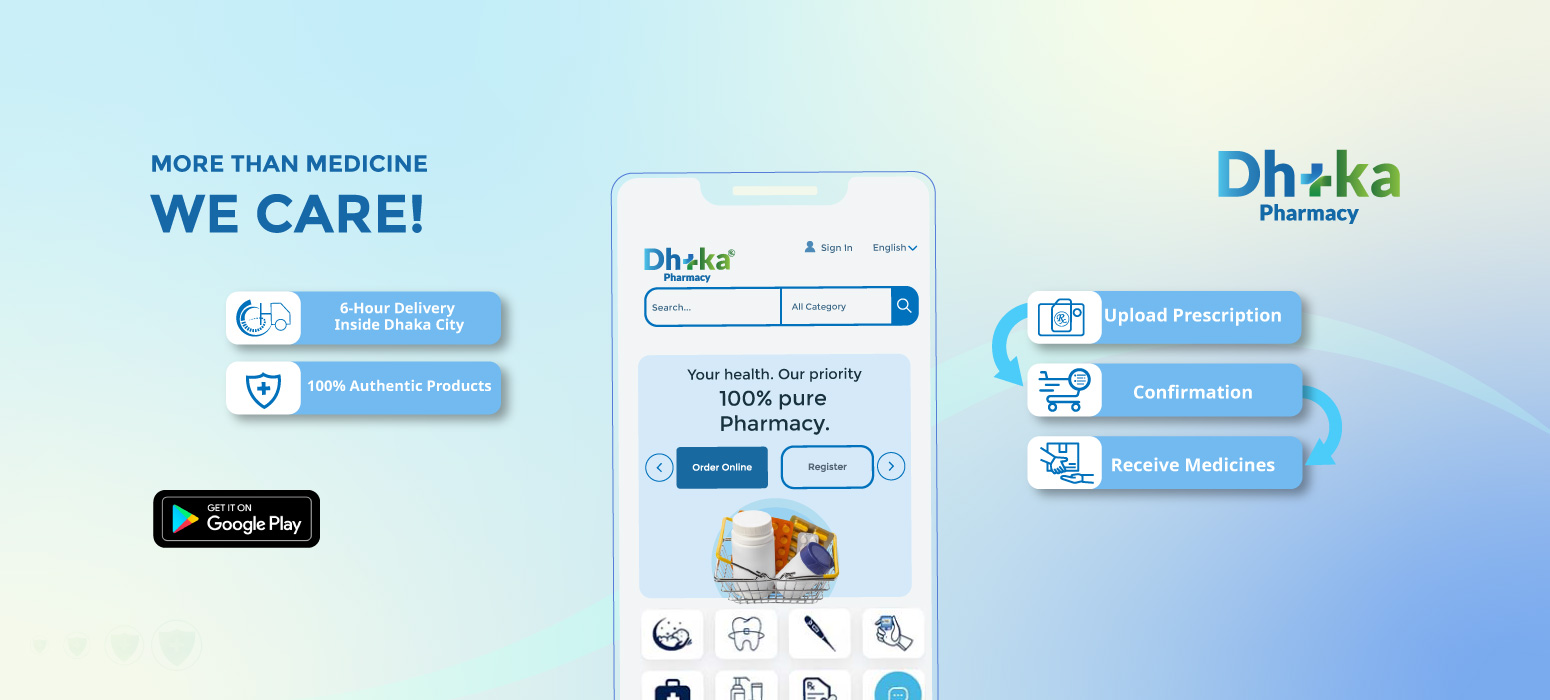 MORE THAN MEDICINE
WE CARE!
6-Hour Delivery
Inside Dhaka City
100% Authentic Products
GET IT ON
Google Play
Dh+ka®
Pharmacy
Sign In
English
Search...
All Category
Your health. Our priority
100% pure
Pharmacy.
Order Online
Register
Rx
Dh+ka
Pharmacy
Rx
Upload Prescription
Confirmation
Receive Medicines